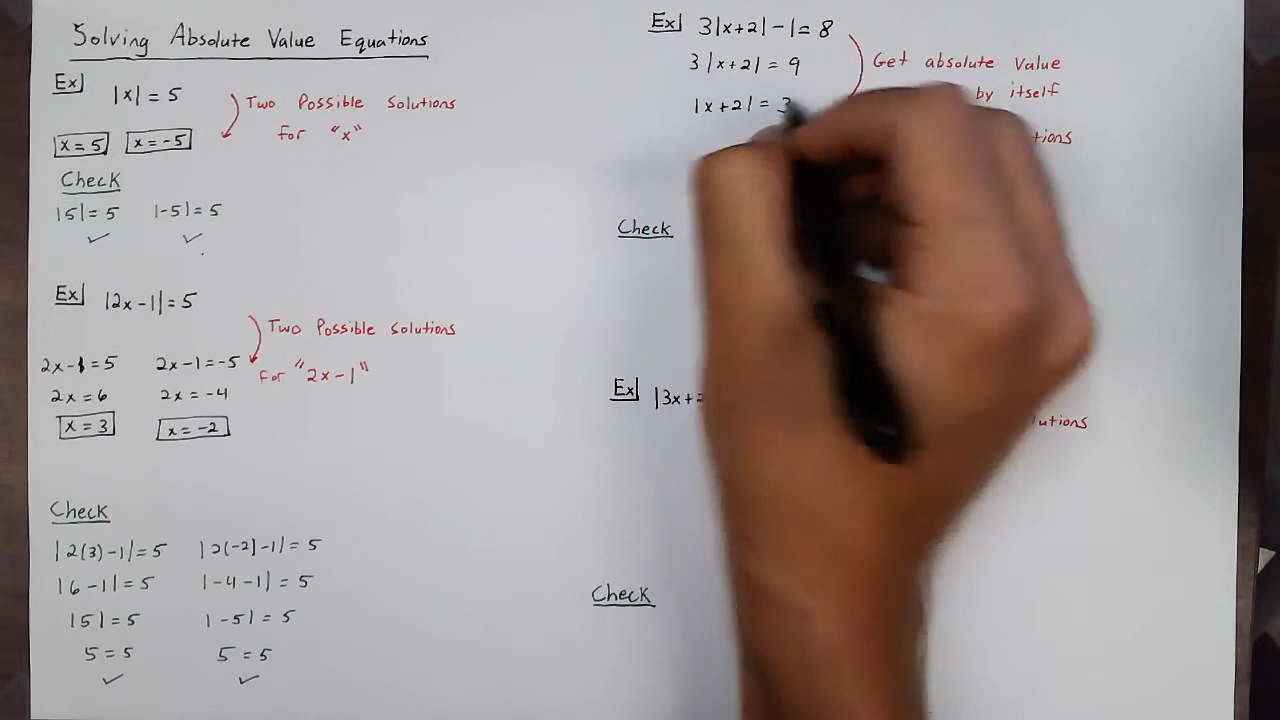 Solving Absolute Value Equations
Ex
|x| = 5
Two Possible Solutions
for "x"
x = 5 x = -5
Check
|5| = 5 |-5| = 5
Ex |2x - 1| = 5
Two Possible Solutions
For "2x - 1"
2x - 1 = 5 2x - 1 = -5
2x = 6 2x = -4
x = 3 x = -2
Check
|2(3) - 1| = 5 |2(-2) - 1| = 5
|6 - 1| = 5 |-4 - 1| = 5
|5| = 5 |-5| = 5
5 = 5 5 = 5
Ex 3|x+2| - 1 = 8
3|x+2| = 9
|x+2| = 3
Get absolute value
by itself
Check
Ex |3x+
Check